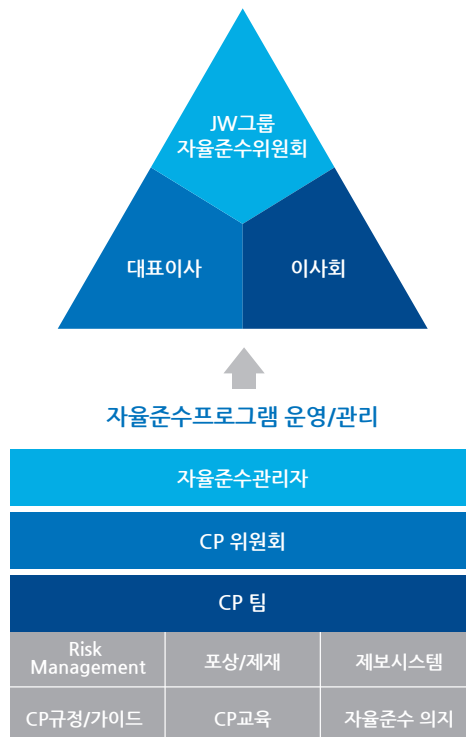 JW그룹
자율준수위원회
대표이사
이사회
자율준수프로그램 운영/관리
자율준수관리자
CP 위원회
CP 팀
Risk
Management
포상/제재
제보시스템
CP규정/가이드
CP교육
자율준수 의지